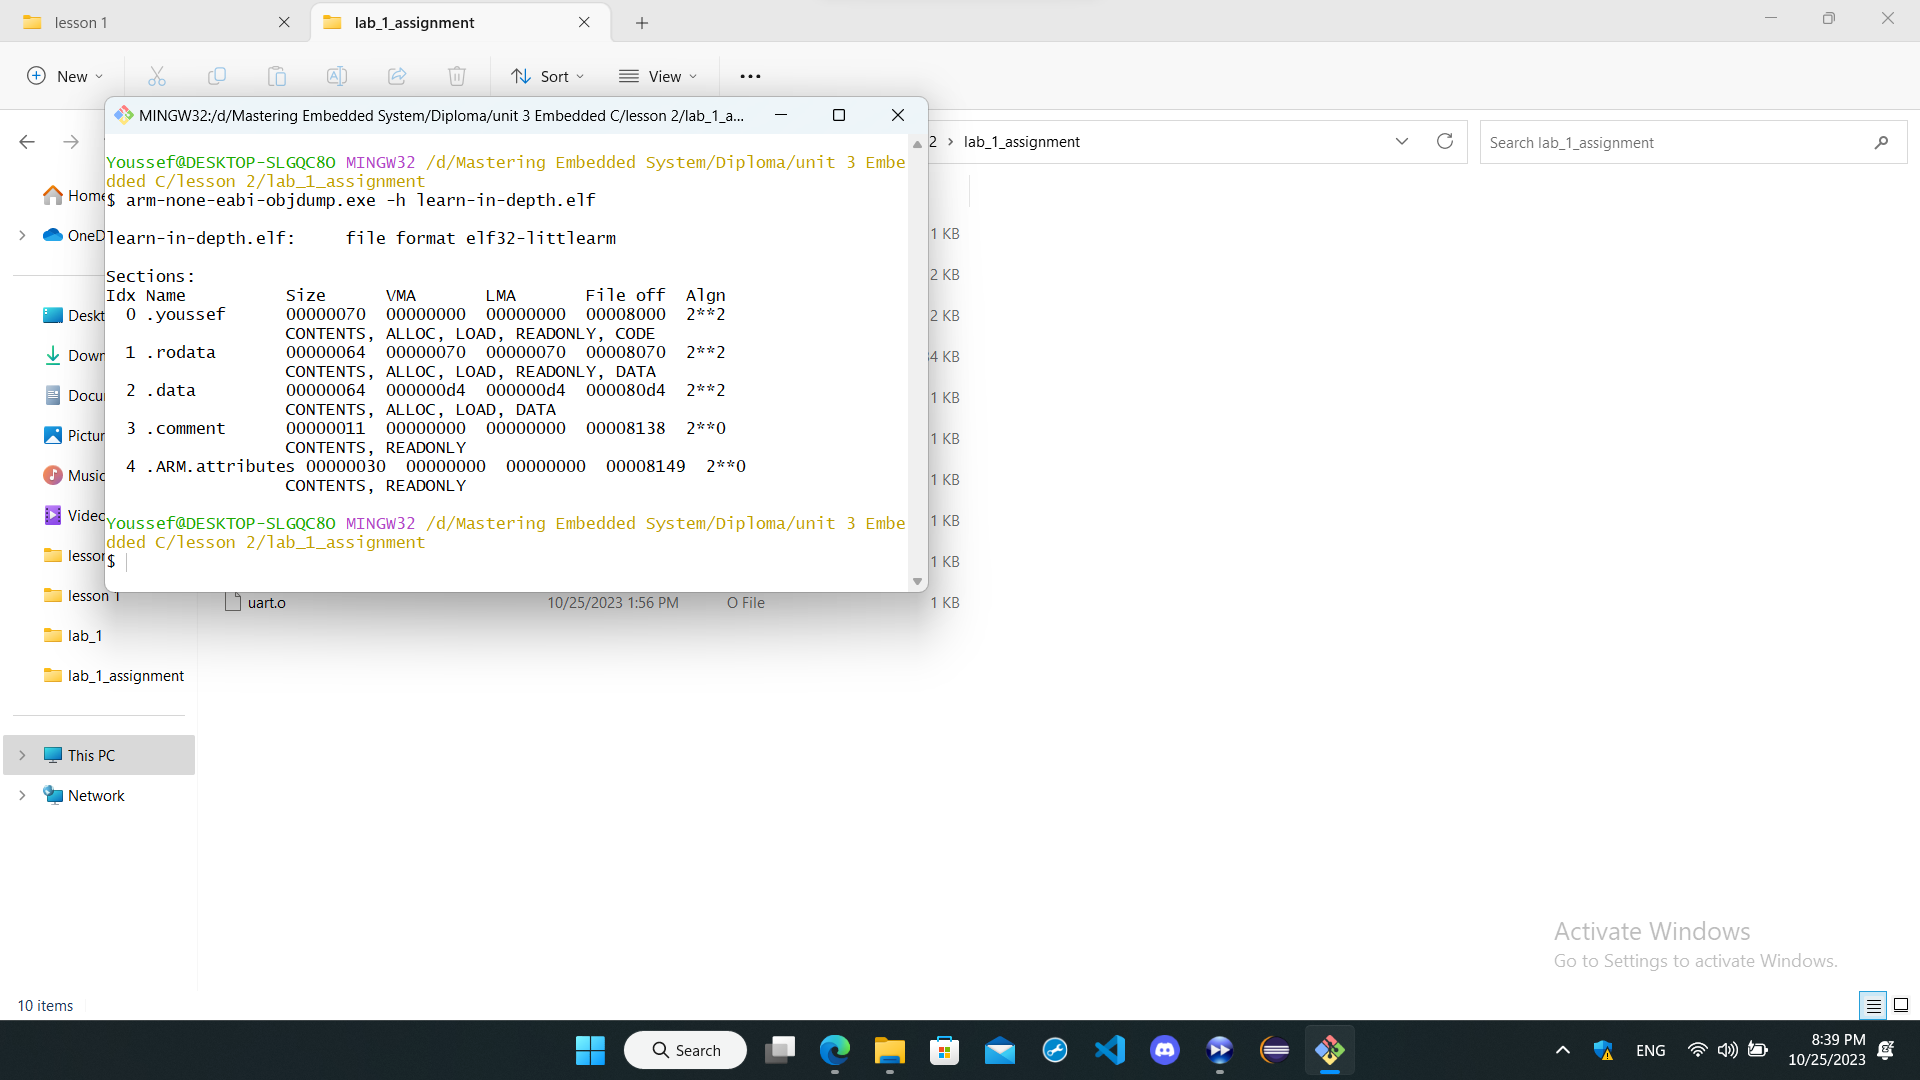 lesson 1
lab_1_assignment
New
Sort
View
MINGW32:/d/Mastering Embedded System/Diploma/unit 3 Embedded C/lesson 2/lab_1_a...
2 > lab_1_assignment
Search lab_1_assignment
Youssef@DESKTOP-SLGQC8O MINGW32 /d/Mastering Embedded System/Diploma/unit 3 Embe
dded C/lesson 2/lab_1_assignment
$ arm-none-eabi-objdump.exe -h learn-in-depth.elf
learn-in-depth.elf:     file format elf32-littlearm
Sections:
Idx Name          Size      VMA       LMA       File off  Algn
  0 .youssef      00000070  00000000  00000000  00008000  2**2
                  CONTENTS, ALLOC, LOAD, READONLY, CODE
  1 .rodata       00000064  00000070  00000070  00008070  2**2
                  CONTENTS, ALLOC, LOAD, READONLY, DATA
  2 .data         00000064  000000d4  000000d4  000080d4  2**2
                  CONTENTS, ALLOC, LOAD, DATA
  3 .comment      00000011  00000000  00000000  00008138  2**0
                  CONTENTS, READONLY
  4 .ARM.attributes 00000030  00000000  00000000  00008149  2**0
                  CONTENTS, READONLY
Youssef@DESKTOP-SLGQC8O MINGW32 /d/Mastering Embedded System/Diploma/unit 3 Embe
dded C/lesson 2/lab_1_assignment
$
Home
OneD
Deskt
Down
Docu
Pictur
Music
Videc
lesson
lesson 1
lab_1
lab_1_assignment
This PC
Network
1 KB
2 KB
2 KB
34 KB
1 KB
1 KB
1 KB
1 KB
1 KB
uart.o 10/25/2023 1:56 PM O File 1 KB
Activate Windows
Go to Settings to activate Windows.
10 items
Search
ENG
8:39 PM
10/25/2023